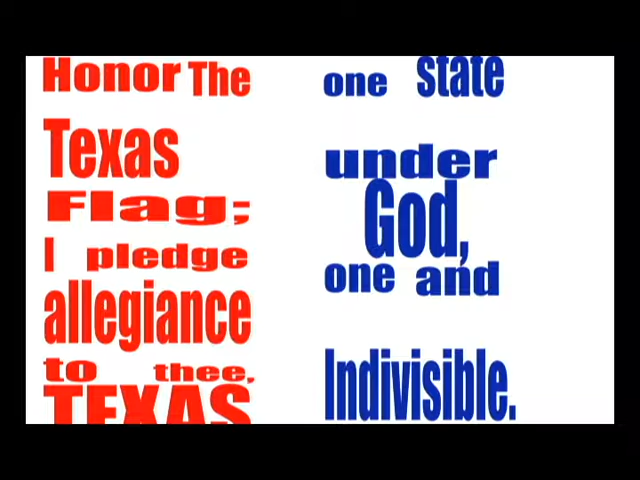 Honor The
Texas
Flag;
I pledge
allegiance
to thee,
TEXAS
one state
under
God,
one and
Indivisible.